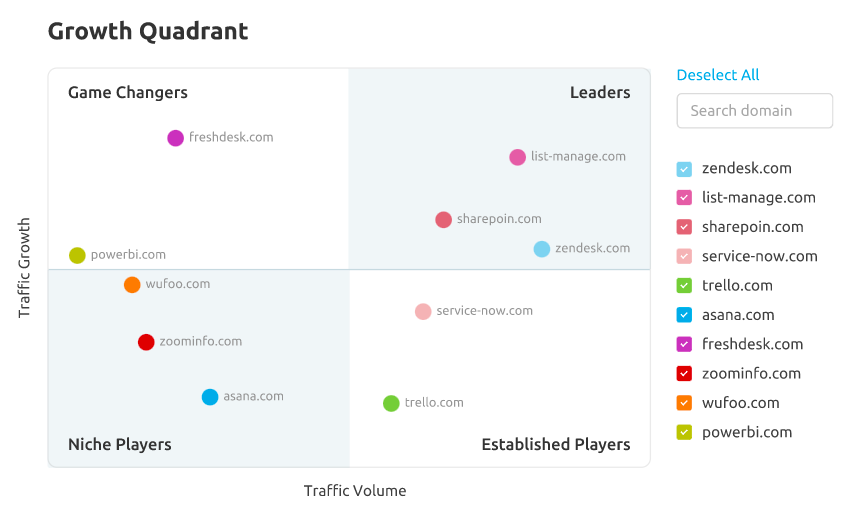 Growth Quadrant
Game Changers
Leaders
freshdesk.com
list-manage.com
sharepoin.com
zendesk.com
powerbi.com
wufoo.com
service-now.com
zoominfo.com
asana.com
trello.com
Niche Players
Established Players
Traffic Growth
Traffic Volume
Deselect All
Search domain
zendesk.com
list-manage.com
sharepoin.com
service-now.com
trello.com
asana.com
freshdesk.com
zoominfo.com
wufoo.com
powerbi.com